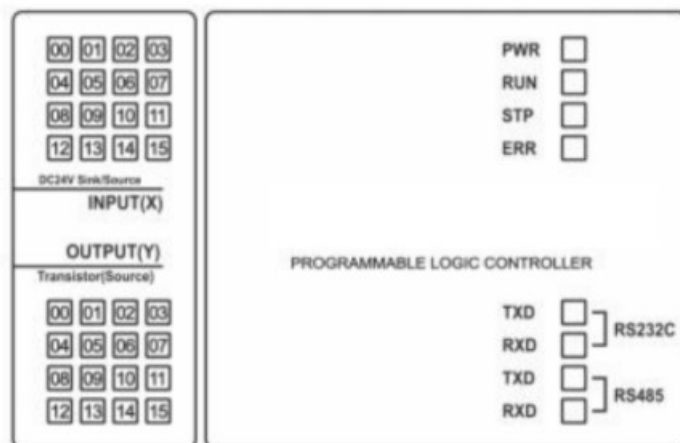 00 01 02 03
04 05 06 07
08 09 10 11
12 13 14 15
DC24V Sink/Source
INPUT(X)
OUTPUT(Y)
Transistor(Source)
00 01 02 03
04 05 06 07
08 09 10 11
12 13 14 15
PWR
RUN
STP
ERR
PROGRAMMABLE LOGIC CONTROLLER
TXD
RXD
RS232C
TXD
RXD
RS485